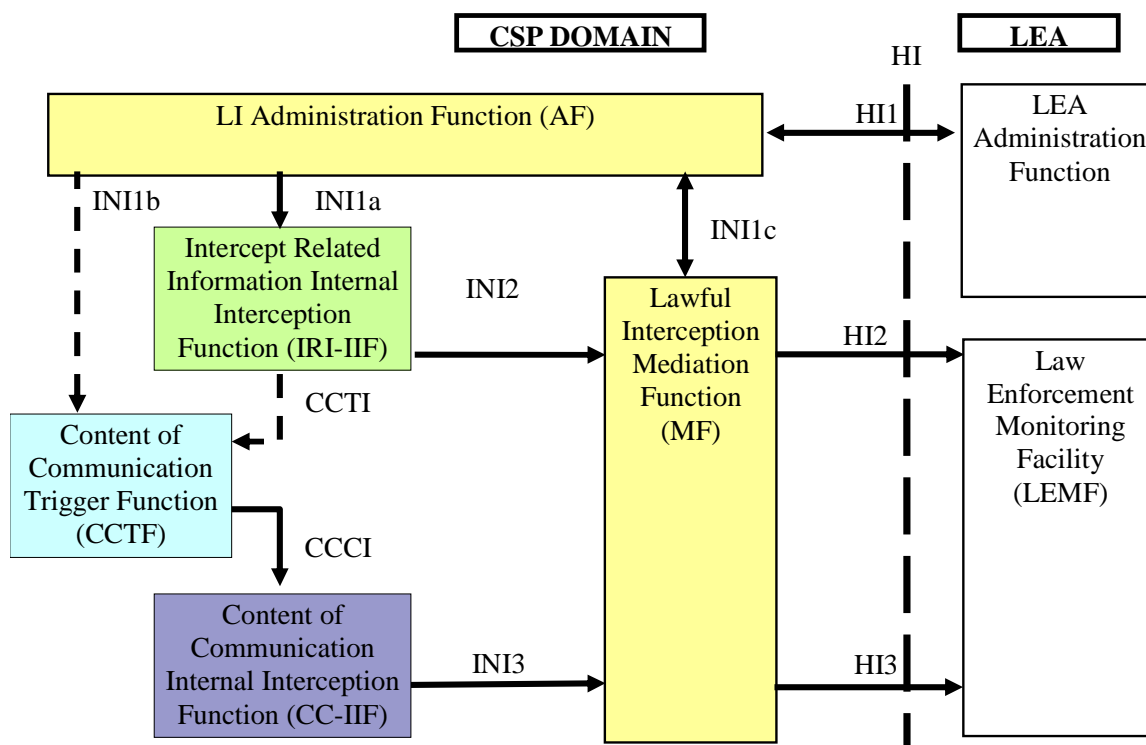 CSP DOMAIN
LEA
HI
LI Administration Function (AF)
HI1
LEA
Administration
Function
INI1b
INI1a
INI1c
Intercept Related
Information Internal
Interception
Function (IRI-IIF)
INI2
Lawful
Interception
Mediation
Function
(MF)
HI2
Law
Enforcement
Monitoring
Facility
(LEMF)
CCTI
Content of
Communication
Trigger Function
(CCTF)
CCCI
Content of
Communication
Internal Interception
Function (CC-IIF)
INI3
HI3